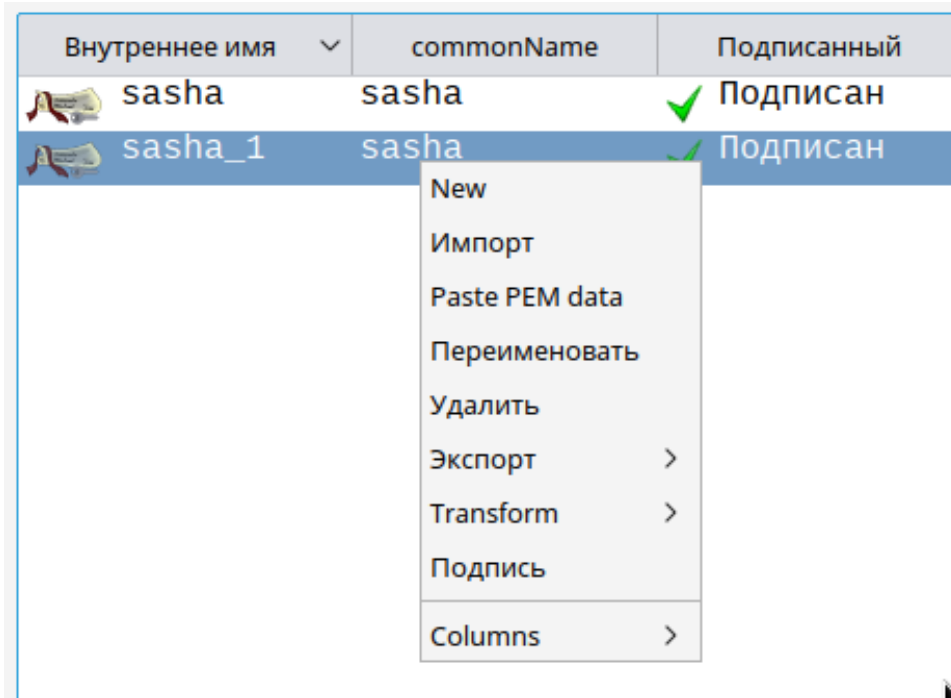 Внутреннее имя commonName Подписанный
sasha sasha Подписан
sasha_1 sasha Подписан
New
Импорт
Paste PEM data
Переименовать
Удалить
Экспорт
Transform
Подпись
Columns